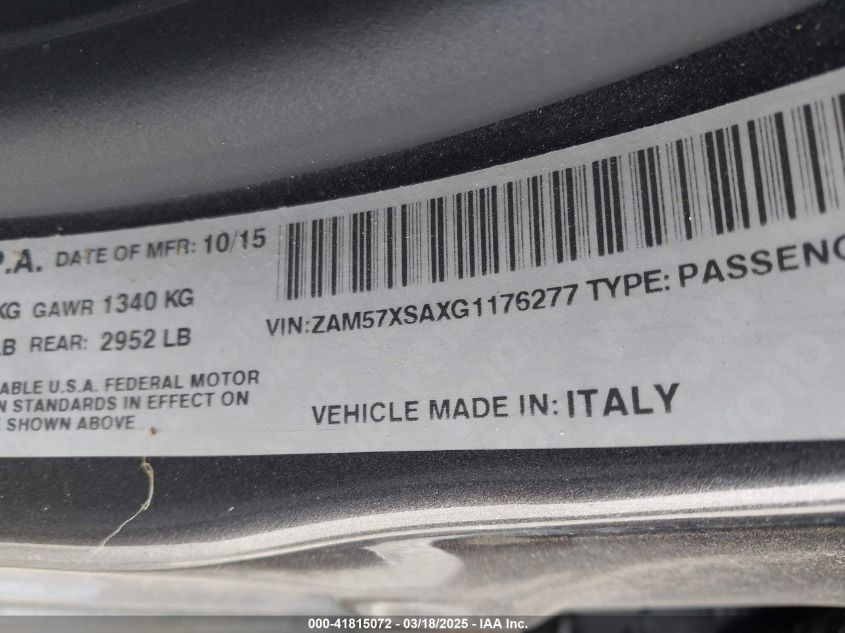 P.A. DATE OF MFR: 10/15
KG GAWR 1340 KG
LB REAR: 2952 LB
VIN:ZAM57XSAXG1176277 TYPE: PASSENG
ABLE U.S.A. FEDERAL MOTOR
N STANDARDS IN EFFECT ON
E SHOWN ABOVE
VEHICLE MADE IN: ITALY
000-41815072 - 03/18/2025 - IAA Inc.